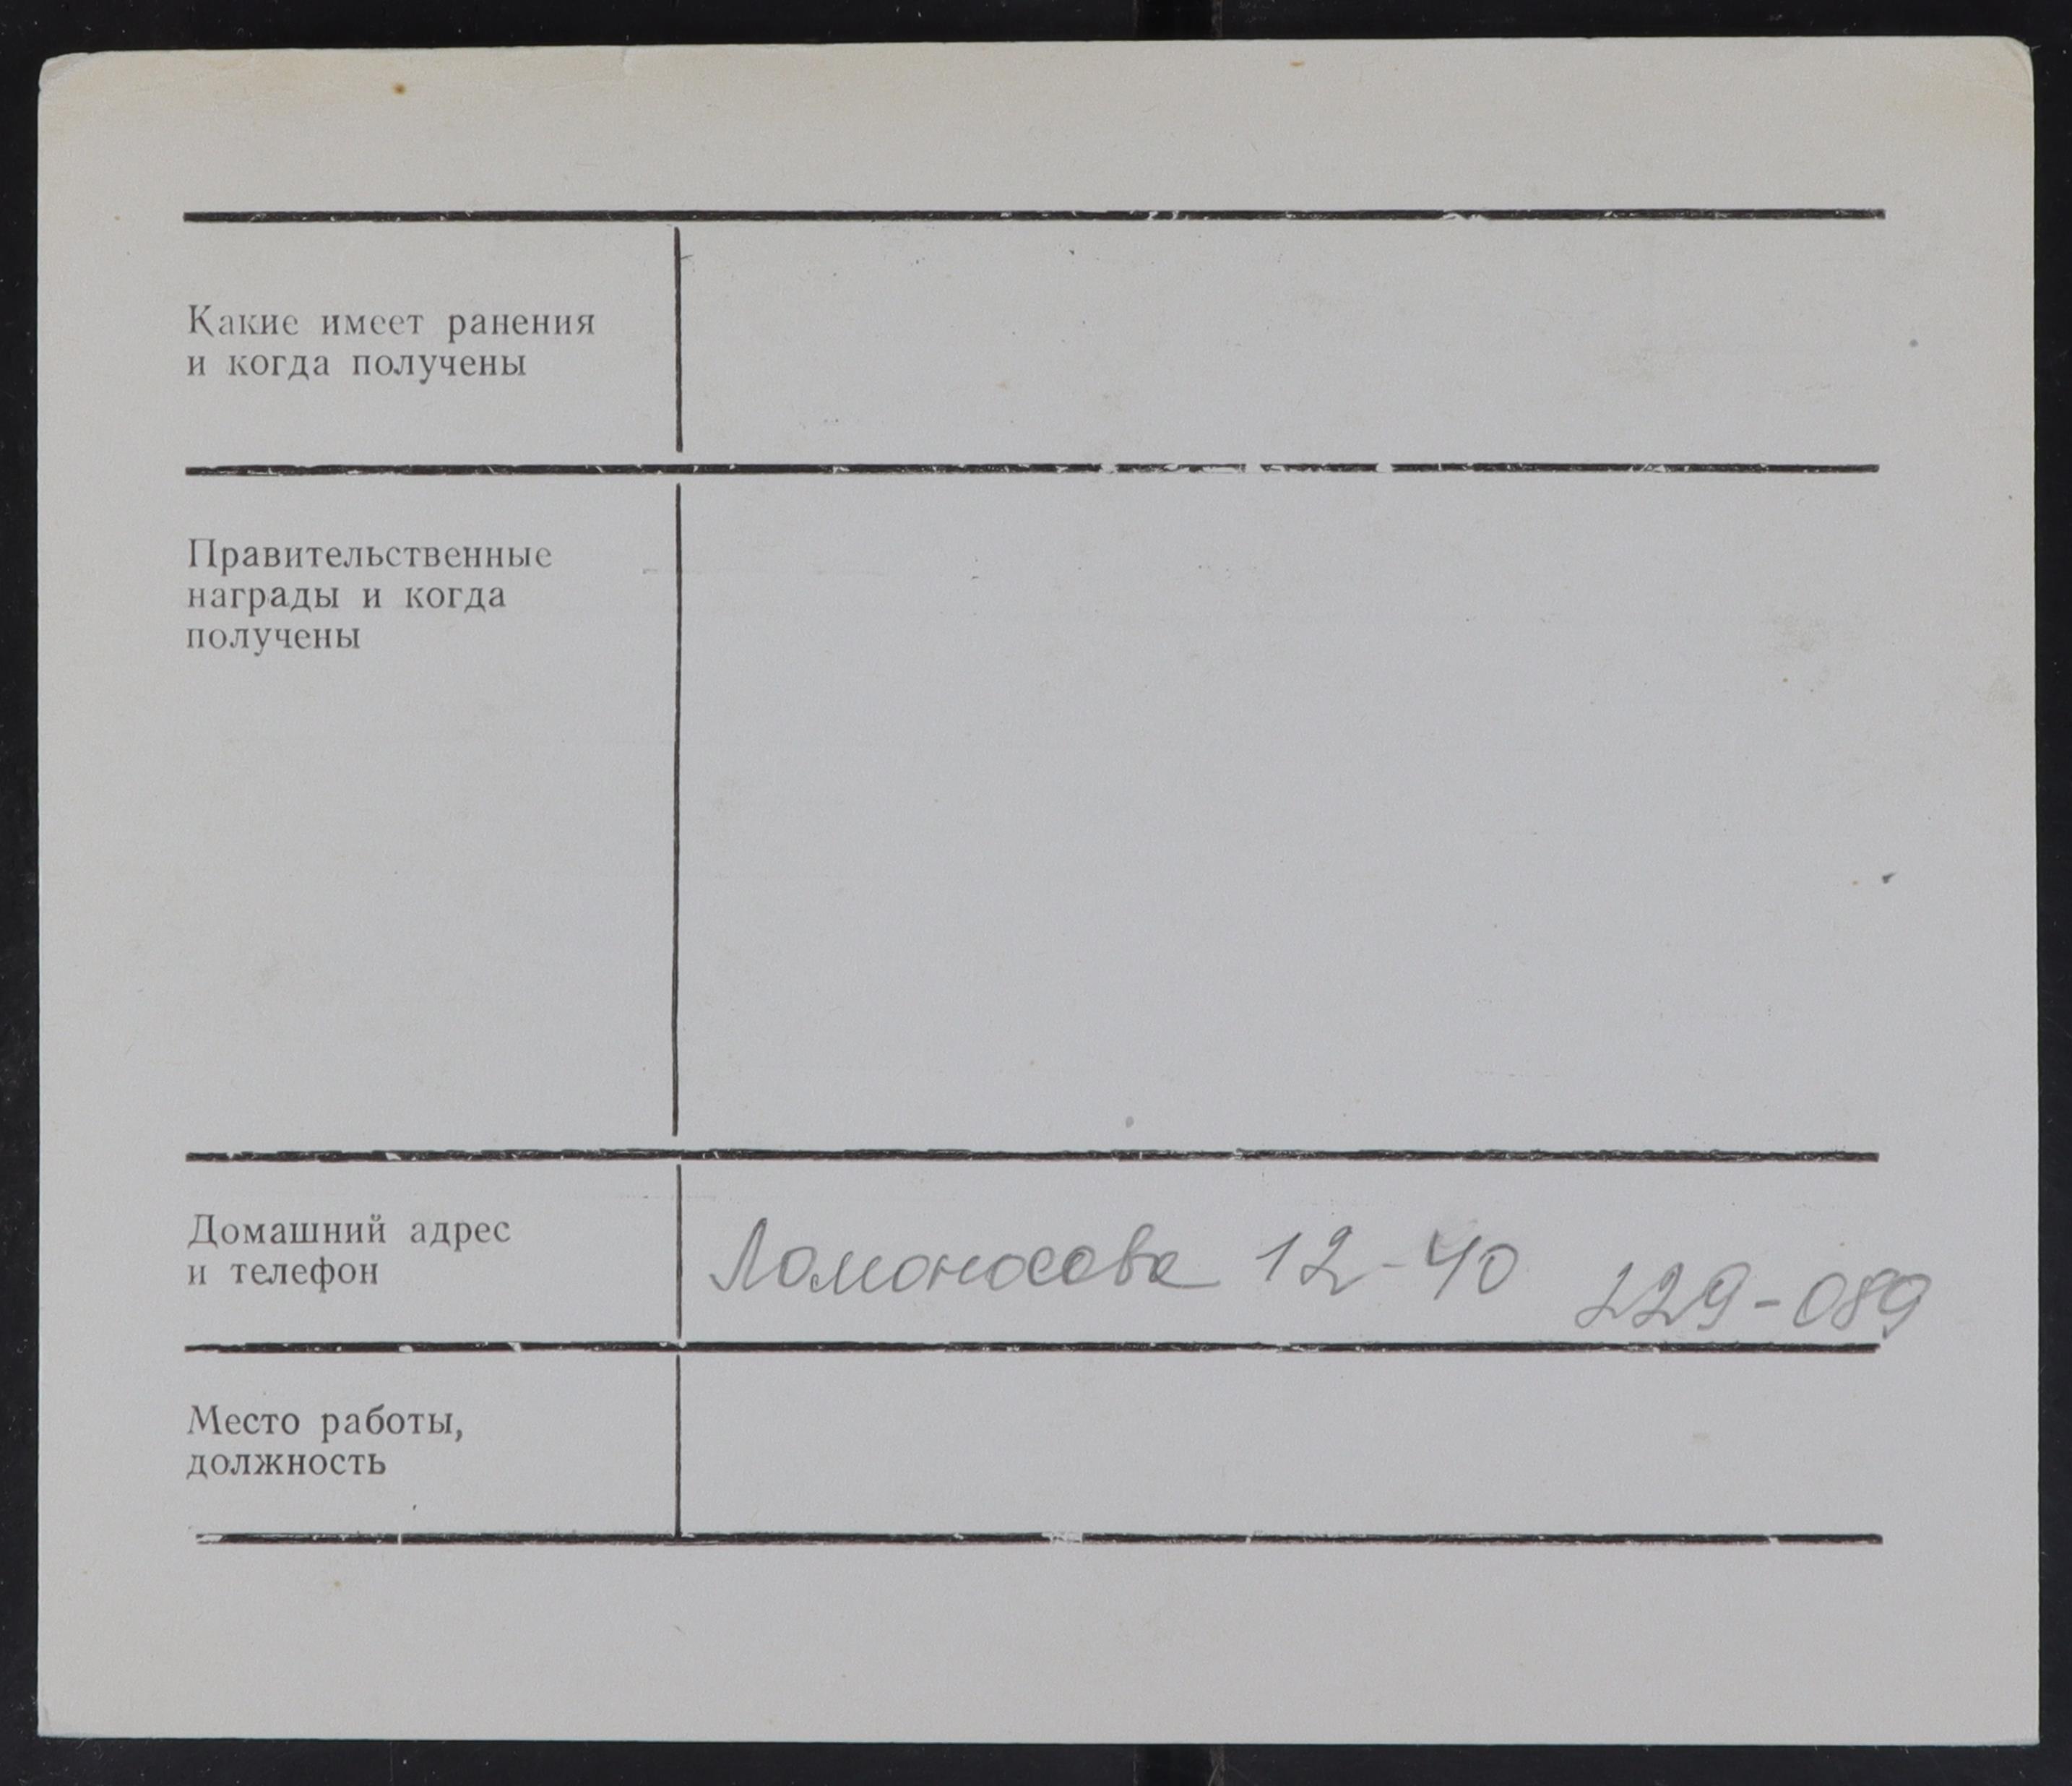 Какие имеет ранения
и когда получены
Правительственные
награды и когда
получены
Домашний адрес
и телефон
Ломоносова 12-40 229-089
Место работы,
должность